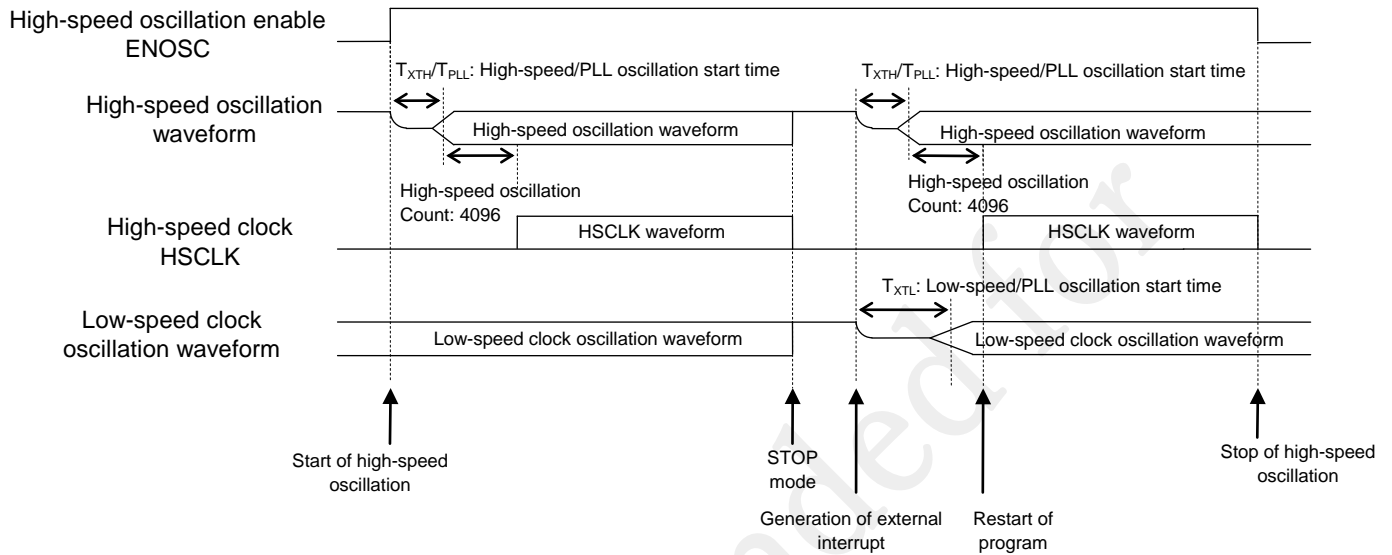 High-speed oscillation enable
ENOSC
TXTH/TPLL: High-speed/PLL oscillation start time
TXTH/TPLL: High-speed/PLL oscillation start time
High-speed oscillation
waveform
High-speed oscillation waveform
High-speed oscillation waveform
High-speed oscillation
Count: 4096
High-speed oscillation
Count: 4096
High-speed clock
HSCLK
HSCLK waveform
HSCLK waveform
TXTL: Low-speed/PLL oscillation start time
Low-speed clock
oscillation waveform
Low-speed clock oscillation waveform
Low-speed clock oscillation waveform
Start of high-speed
oscillation
STOP
mode
Generation of external
interrupt
Restart of
program
Stop of high-speed
oscillation
nded for